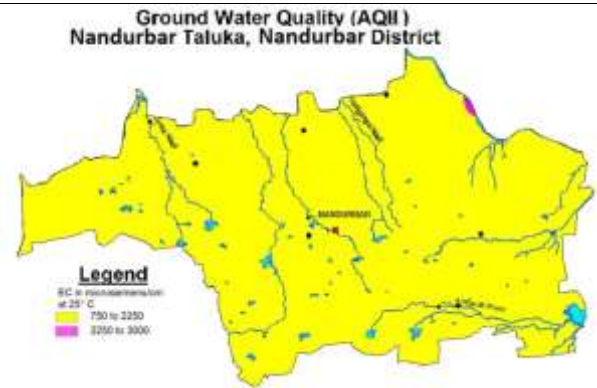 Ground Water Quality (AQII)
Nandurbar Taluka, Nandurbar District
NANDURBAR
Legend
EC in microsemens/cm
at 25° C
750 to 2250
2250 to 3000